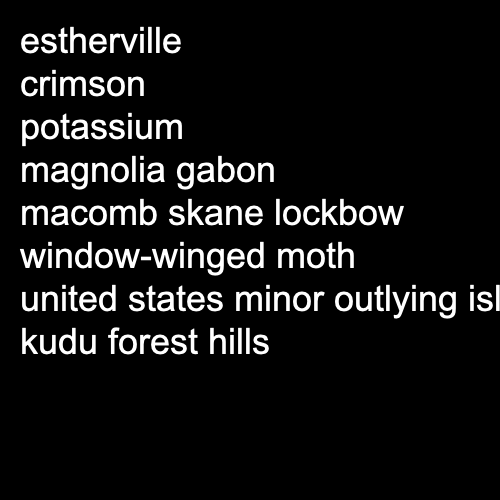 estherville
crimson
potassium
magnolia gabon
macomb skane lockbow
window-winged moth
united states minor outlying isl
kudu forest hills